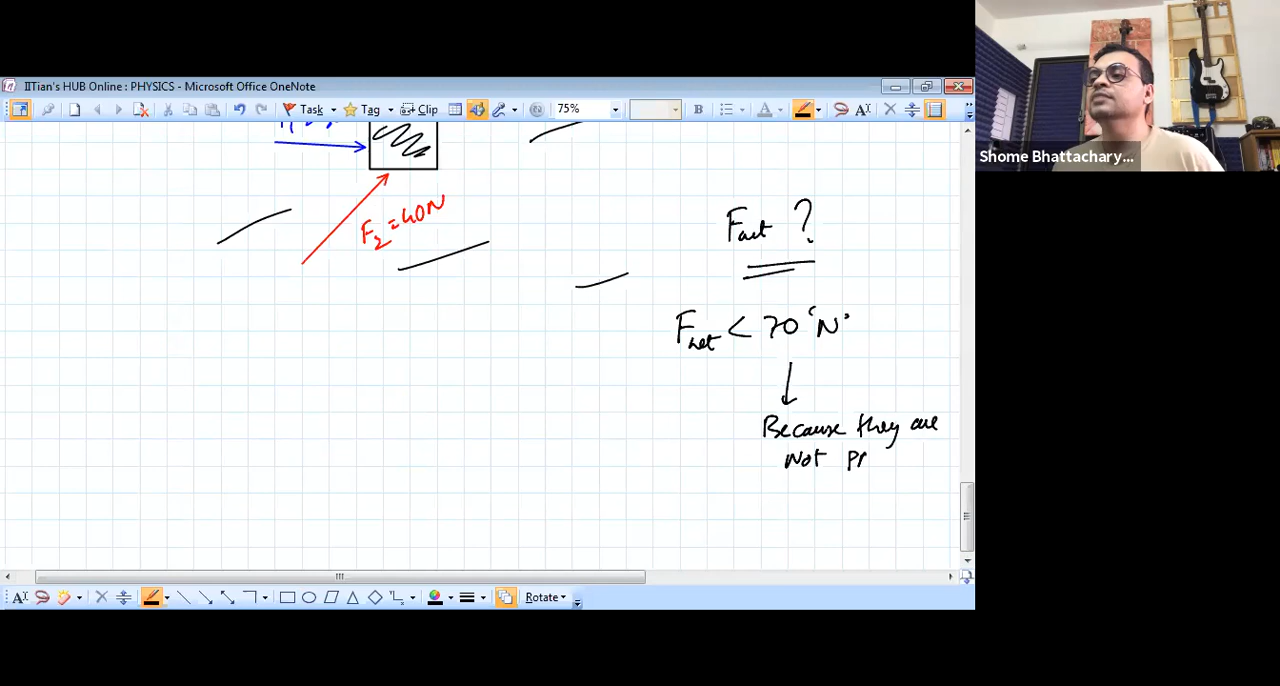 IITian's HUB Online : PHYSICS - Microsoft Office OneNote
Task
Tag
Clip
75%
B
A
Shome Bhattachary...
F₂ = 40N
Fnet ?
Fnet < 70 'N'
Because they are
Not pr
Rotate